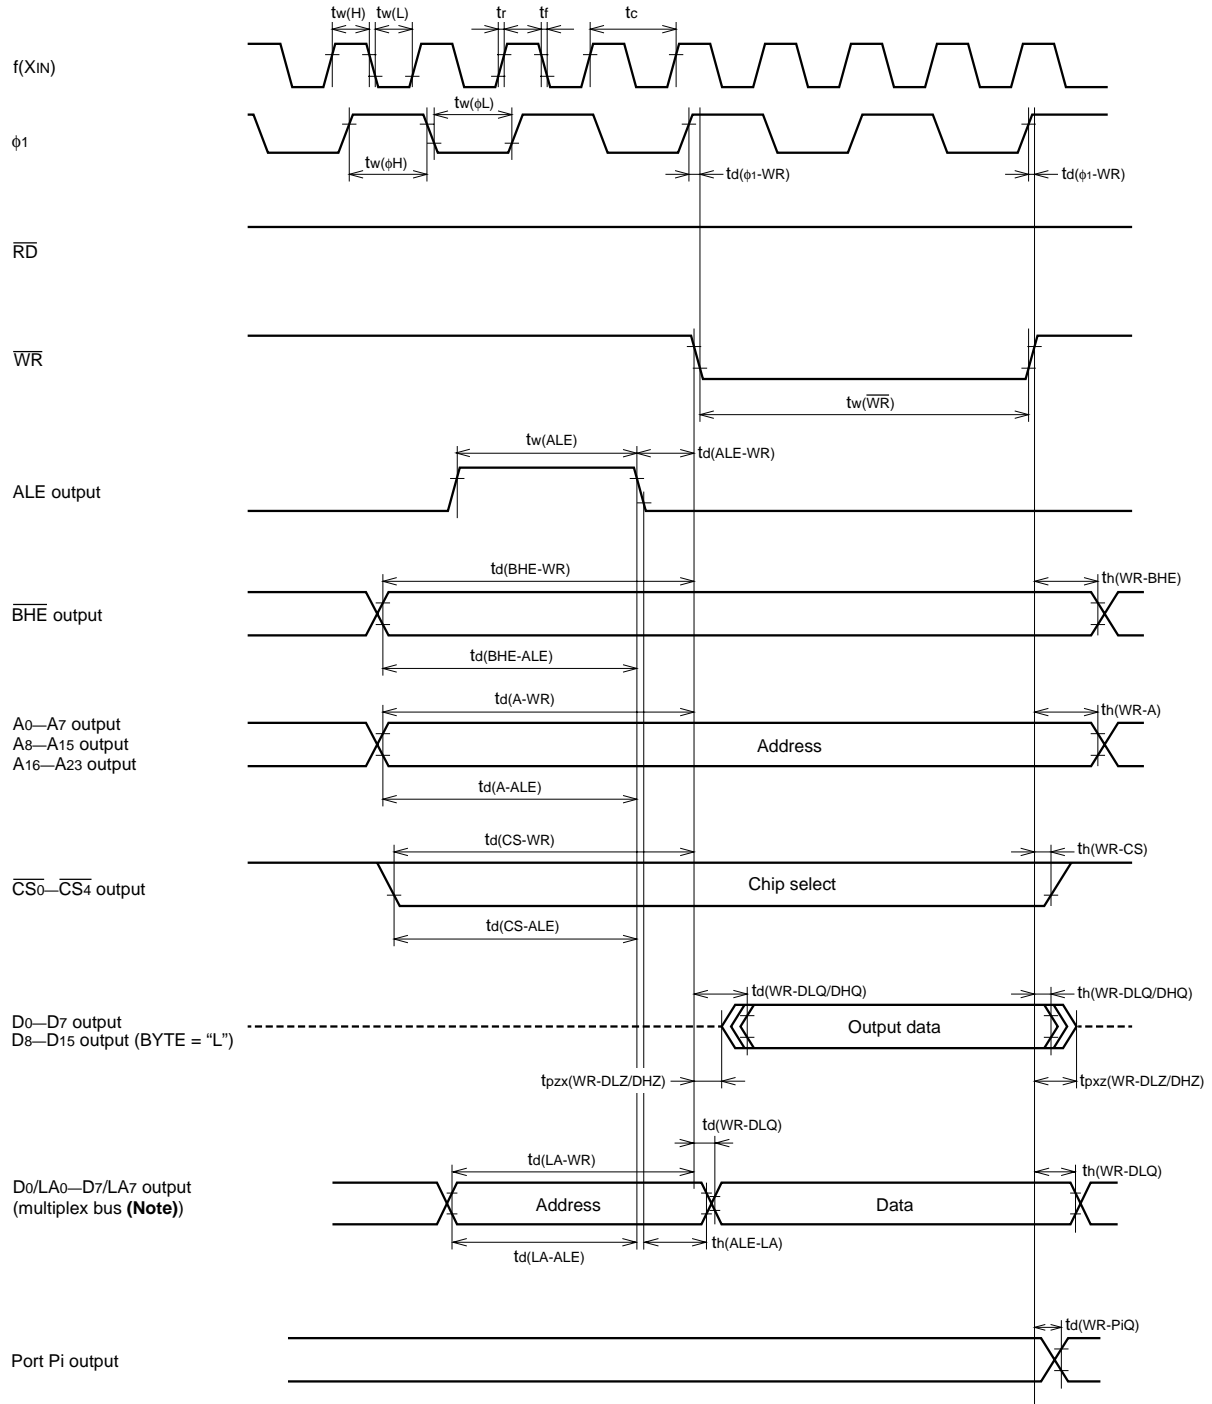 tw(H) tw(L) tr tf tc
f(XIN)
tw(ϕL)
ϕ1
tw(ϕH)
td(ϕ1-WR) td(ϕ1-WR)
RD
WR
tw(WR)
tw(ALE)
td(ALE-WR)
ALE output
td(BHE-WR)
th(WR-BHE)
BHE output
td(BHE-ALE)
td(A-WR)
th(WR-A)
A0—A7 output
A8—A15 output
Address
A16—A23 output
td(A-ALE)
td(CS-WR)
th(WR-CS)
CS0—CS4 output
Chip select
td(CS-ALE)
td(WR-DLQ/DHQ)
th(WR-DLQ/DHQ)
D0—D7 output
Output data
D8—D15 output (BYTE = “L”)
tpzx(WR-DLZ/DHZ)
tpxz(WR-DLZ/DHZ)
td(WR-DLQ)
td(LA-WR)
th(WR-DLQ)
D0/LA0—D7/LA7 output
(multiplex bus (Note))
Address Data
td(LA-ALE)
th(ALE-LA)
td(WR-PiQ)
Port Pi output